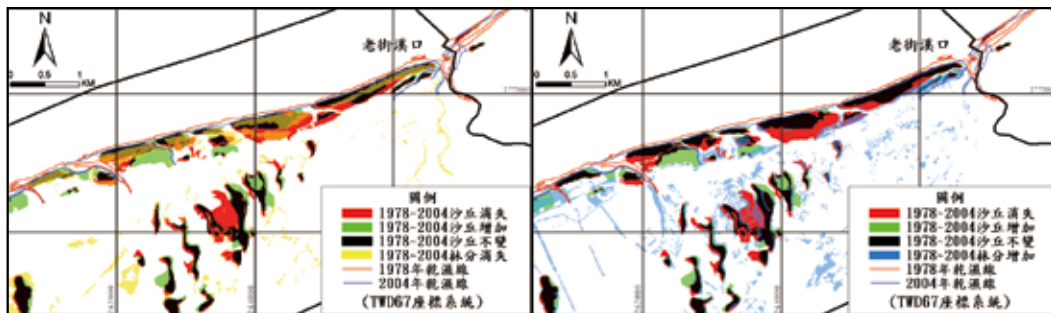 N
老街溪口
0 0.5 1
KM
圖例
1978-2004沙丘消失
1978-2004沙丘增加
1978-2004沙丘不變
1978-2004林分消失
1978年乾濕線
2004年乾濕線
(TWD67座標系統)
N
老街溪口
0 0.5 1
KM
圖例
1978-2004沙丘消失
1978-2004沙丘增加
1978-2004沙丘不變
1978-2004林分增加
1978年乾濕線
2004年乾濕線
(TWD67座標系統)